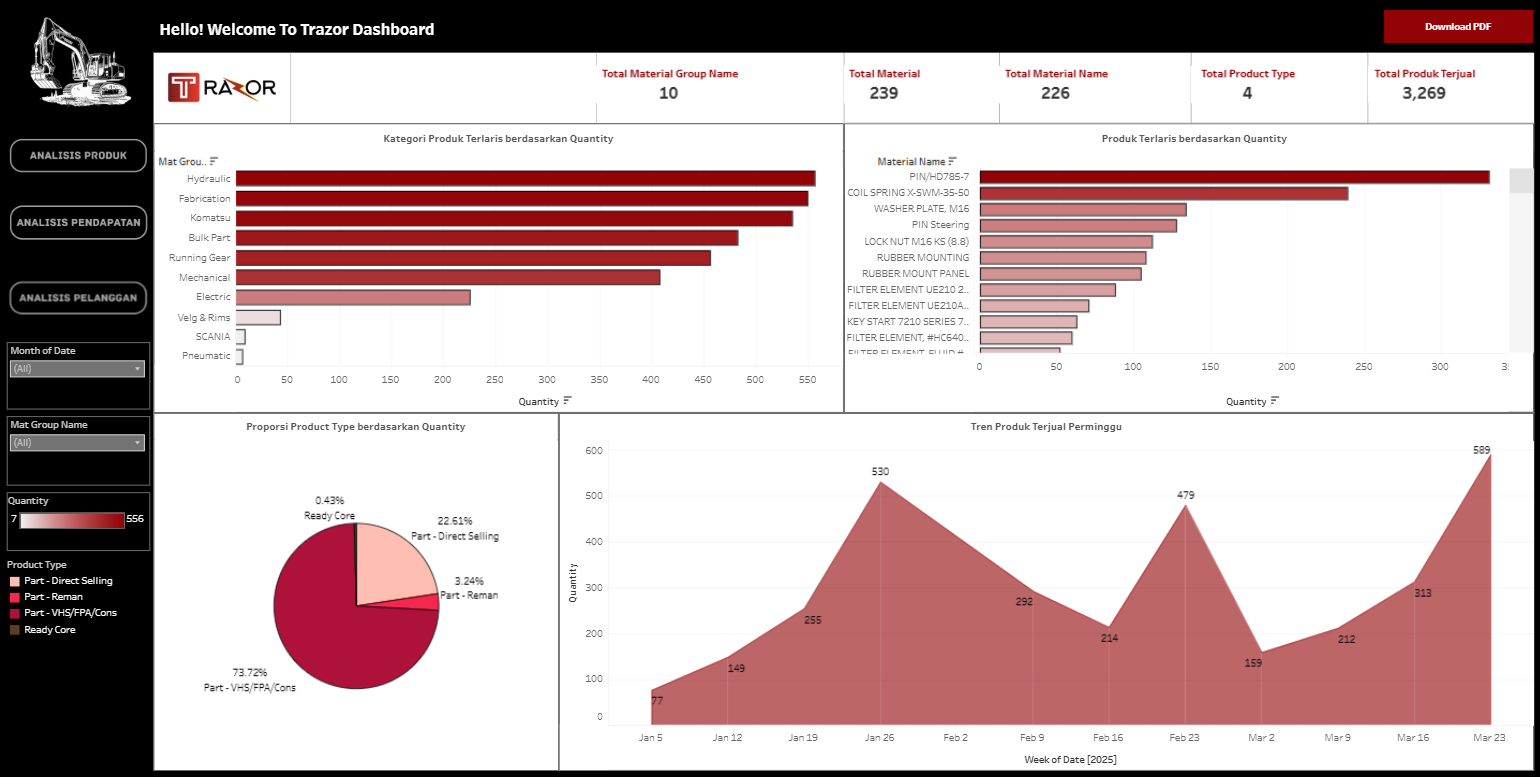 Hello! Welcome To Trazor Dashboard
Download PDF
TRAZOR
Total Material Group Name
10
Total Material
239
Total Material Name
226
Total Product Type
4
Total Produk Terjual
3,269
ANALISIS PRODUK
ANALISIS PENDAPATAN
ANALISIS PELANGGAN
Month of Date
(All)
Mat Group Name
(All)
Quantity
7 556
Product Type
Part - Direct Selling
Part - Reman
Part - VHS/FPA/Cons
Ready Core
Kategori Produk Terlaris berdasarkan Quantity
Mat Grou..
Hydraulic
Fabrication
Komatsu
Bulk Part
Running Gear
Mechanical
Electric
Velg & Rims
SCANIA
Pneumatic
0 50 100 150 200 250 300 350 400 450 500 550
Quantity
Produk Terlaris berdasarkan Quantity
Material Name
PIN/HD785-7
COIL SPRING X-SWM-35-50
WASHER PLATE, M16
PIN Steering
LOCK NUT M16 KS (8.8)
RUBBER MOUNTING
RUBBER MOUNT PANEL
FILTER ELEMENT UE210 2..
FILTER ELEMENT UE210A..
KEY START 7210 SERIES 7..
FILTER ELEMENT, #HC640..
FILTER ELEMENT, FLUID #..
0 50 100 150 200 250 300
Quantity
Proporsi Product Type berdasarkan Quantity
0.43%
Ready Core
22.61%
Part - Direct Selling
3.24%
Part - Reman
73.72%
Part - VHS/FPA/Cons
Tren Produk Terjual Perminggu
Quantity
600
500
400
300
200
100
0
77
149
255
530
292
214
479
159
212
313
589
Jan 5 Jan 12 Jan 19 Jan 26 Feb 2 Feb 9 Feb 16 Feb 23 Mar 2 Mar 9 Mar 16 Mar 23
Week of Date [2025]